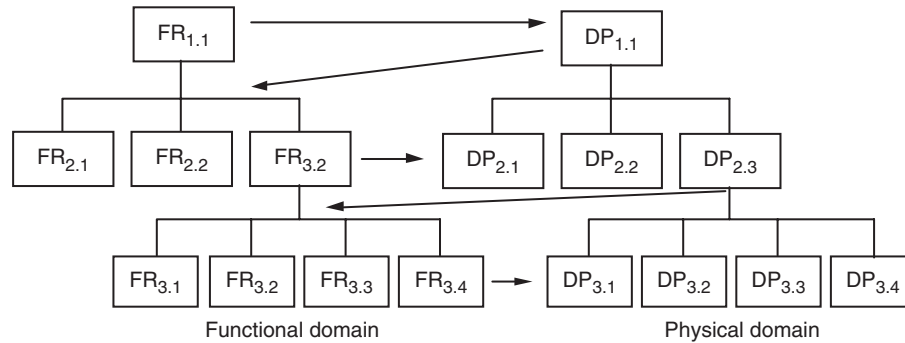 FR1.1
DP1.1
FR2.1 FR2.2 FR3.2 DP2.1 DP2.2 DP2.3
FR3.1 FR3.2 FR3.3 FR3.4 DP3.1 DP3.2 DP3.3 DP3.4
Functional domain Physical domain